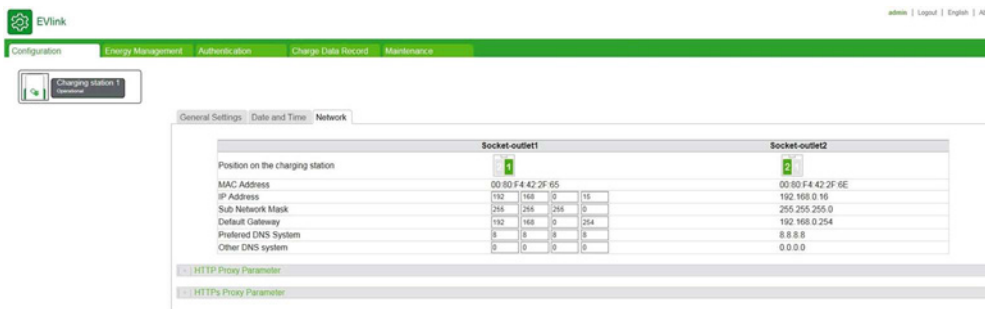 admin | Logout | English |
EVlink
Configuration Energy Management Authentication Charge Data Record Maintenance
Charging station 1
Operational
General Settings Date and Time Network
Socket-outlet1 Socket-outlet2
Position on the charging station 1 2
MAC Address 00:80:F4:42:2F:65 00:80:F4:42:2F:6E
IP Address 192 168 0 15 192.168.0.16
Sub Network Mask 255 255 255 0 255.255.255.0
Default Gateway 192 168 0 254 192.168.0.254
Prefered DNS System 8 8 8 8 8.8.8.8
Other DNS system 0 0 0 0 0.0.0.0
HTTP Proxy Parameter
HTTPs Proxy Parameter